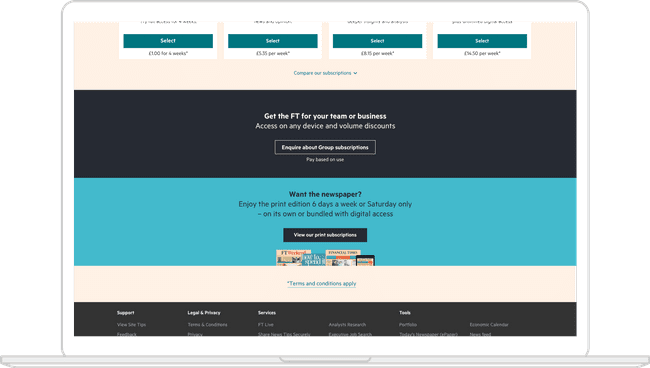 Try full access for 4 weeks
news and opinion
deeper insights and analysis
plus unlimited digital access
Select
Select
Select
Select
£1.00 for 4 weeks*
£5.35 per week*
£8.15 per week*
£14.50 per week*
Compare our subscriptions
Get the FT for your team or business
Access on any device and volume discounts
Enquire about Group subscriptions
Pay based on use
Want the newspaper?
Enjoy the print edition 6 days a week or Saturday only
– on its own or bundled with digital access
View our print subscriptions
FTWeekend
how to spend it
FINANCIAL TIMES
*Terms and conditions apply
Support
Legal & Privacy
Services
Tools
View Site Tips
Terms & Conditions
FT Live
Analysts Research
Portfolio
Economic Calendar
Feedback
Privacy
Share News Tips Securely
Executive Job Search
Today's Newspaper (ePaper)
News feed